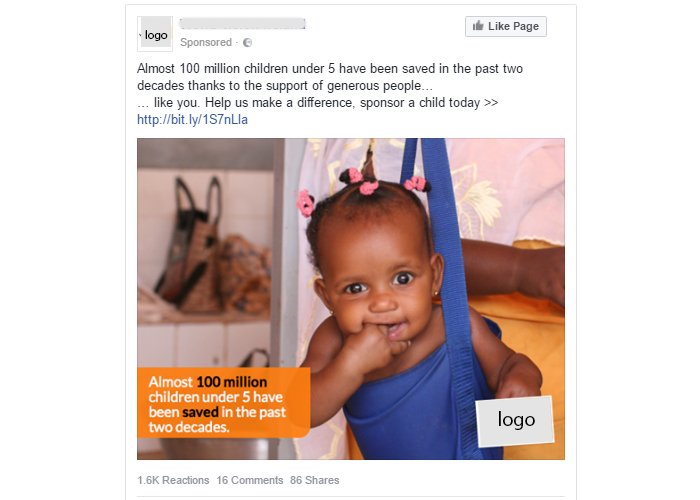 logo
Like Page
Sponsored ·
Almost 100 million children under 5 have been saved in the past two
decades thanks to the support of generous people…
… like you. Help us make a difference, sponsor a child today >>
http://bit.ly/1S7nLla
Almost 100 million
children under 5 have
been saved in the past
two decades.
logo
1.6K Reactions 16 Comments 86 Shares